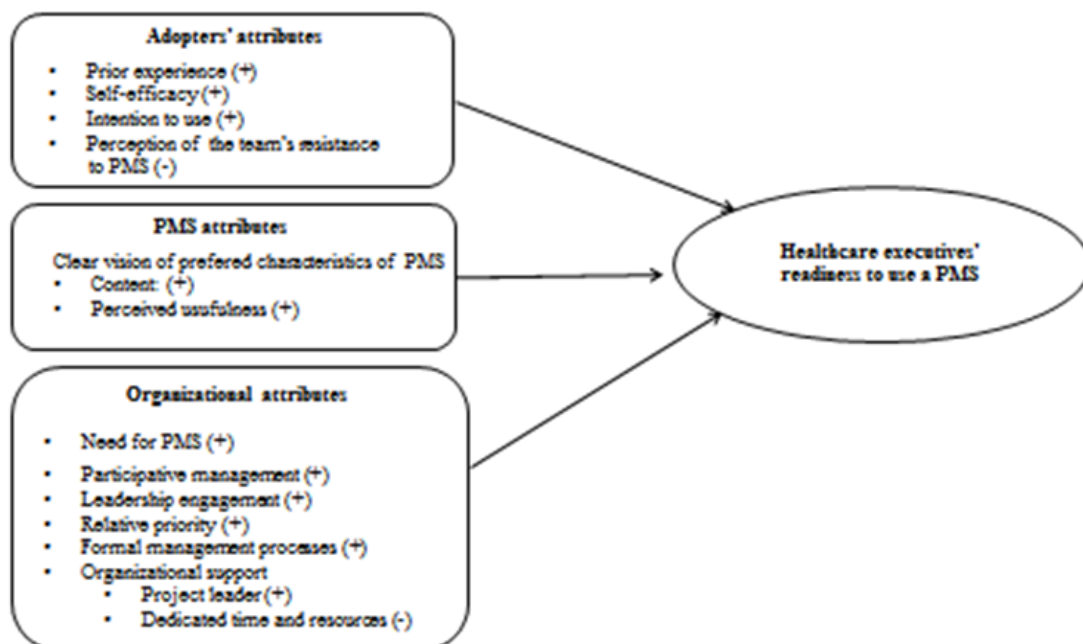 Adopters' attributes
• Prior experience (+)
• Self-efficacy (+)
• Intention to use (+)
• Perception of the team's resistance
to PMS (-)
PMS attributes
Clear vision of prefered characteristics of PMS
• Content: (+)
• Perceived usufulness (+)
Organizational attributes
• Need for PMS (+)
• Participative management (+)
• Leadership engagement (+)
• Relative priority (+)
• Formal management processes (+)
• Organizational support
• Project leader (+)
• Dedicated time and resources (-)
Healthcare executives'
readiness to use a PMS